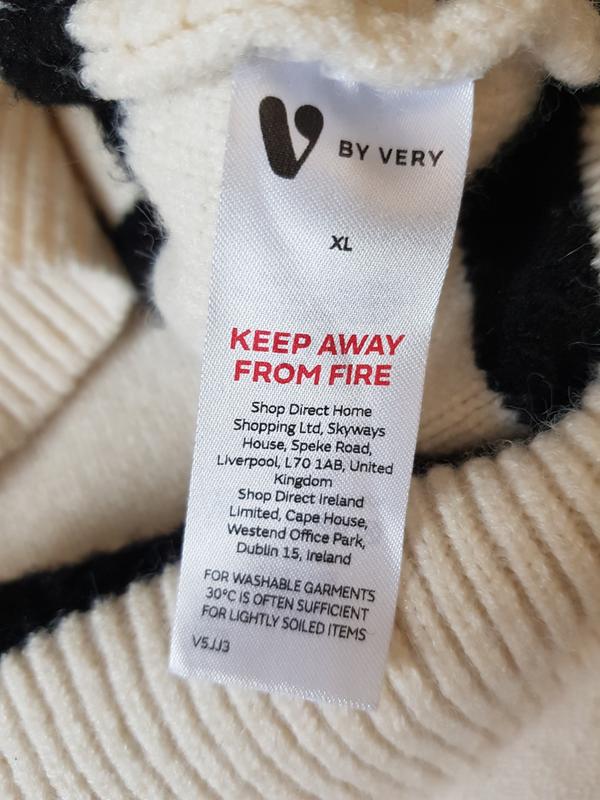 V BY VERY
XL
KEEP AWAY
FROM FIRE
Shop Direct Home
Shopping Ltd, Skyways
House, Speke Road,
Liverpool, L70 1AB, United
Kingdom
Shop Direct Ireland
Limited, Cape House,
Westend Office Park,
Dublin 15, Ireland
FOR WASHABLE GARMENTS
30°C IS OFTEN SUFFICIENT
FOR LIGHTLY SOILED ITEMS
V5JJ3